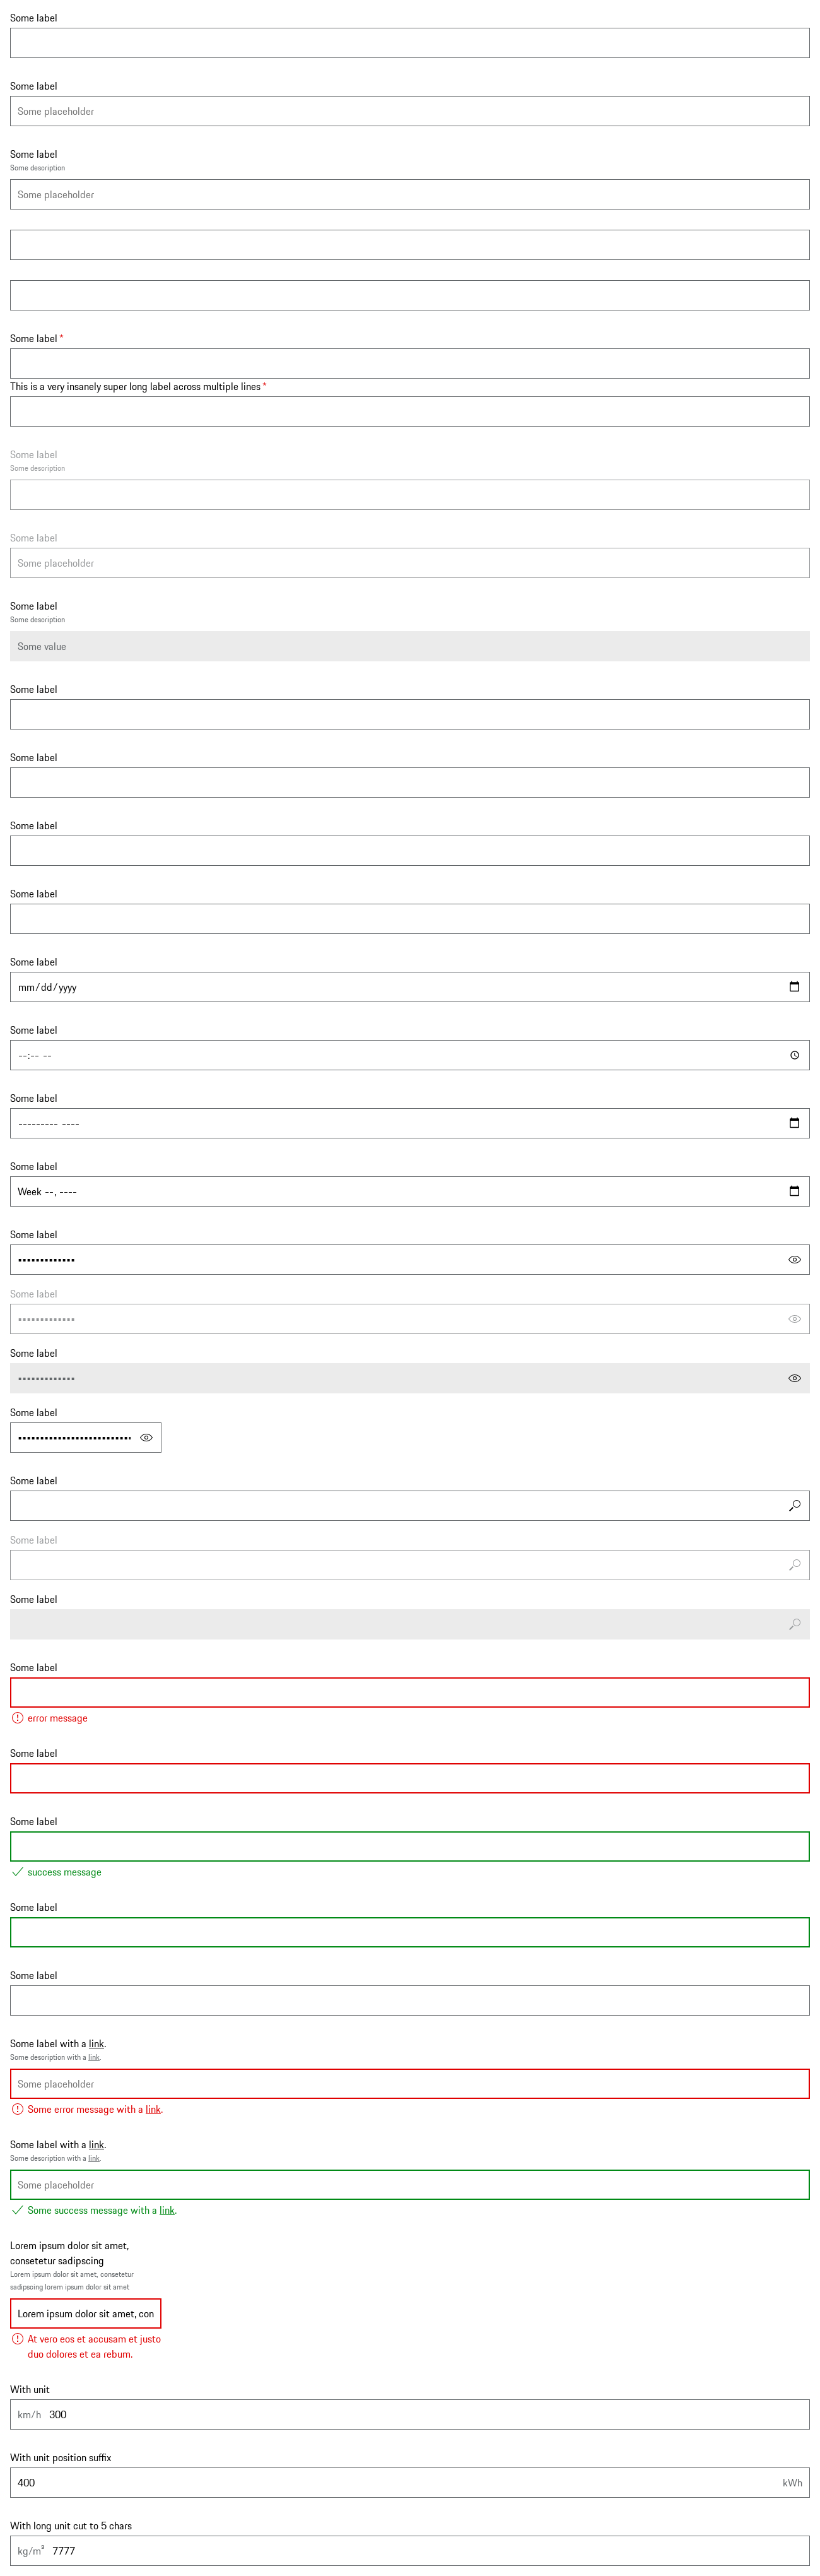 Some label
Some label
Some placeholder
Some label
Some description
Some placeholder
Some label *
This is a very insanely super long label across multiple lines *
Some label
Some description
Some label
Some placeholder
Some label
Some description
Some value
Some label
Some label
Some label
Some label
Some label
mm/dd/yyyy
Some label
--:-- --
Some label
--------- ----
Some label
Week --, ----
Some label
•••••••••••••
Some label
•••••••••••••
Some label
•••••••••••••
Some label
••••••••••••••••••••••••••
Some label
Some label
Some label
Some label
error message
Some label
Some label
success message
Some label
Some label
Some label with a link.
Some description with a link.
Some placeholder
Some error message with a link.
Some label with a link.
Some description with a link.
Some placeholder
Some success message with a link.
Lorem ipsum dolor sit amet,
consetetur sadipscing
Lorem ipsum dolor sit amet, consetetur
sadipscing lorem ipsum dolor sit amet
Lorem ipsum dolor sit amet, con
At vero eos et accusam et justo
duo dolores et ea rebum.
With unit
km/h 300
With unit position suffix
400 kWh
With long unit cut to 5 chars
kg/m³ 7777